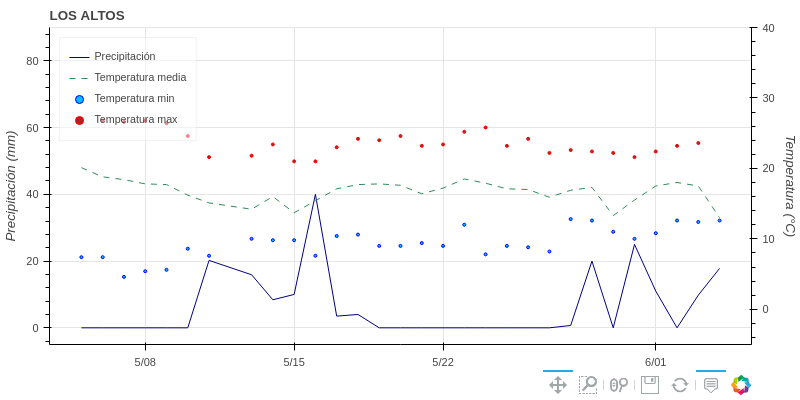 LOS ALTOS
Precipitación
Temperatura media
Temperatura min
Temperatura max
Precipitación (mm)
80
60
40
20
0
Temperatura (°C)
40
30
20
10
0
5/08
5/15
5/22
6/01